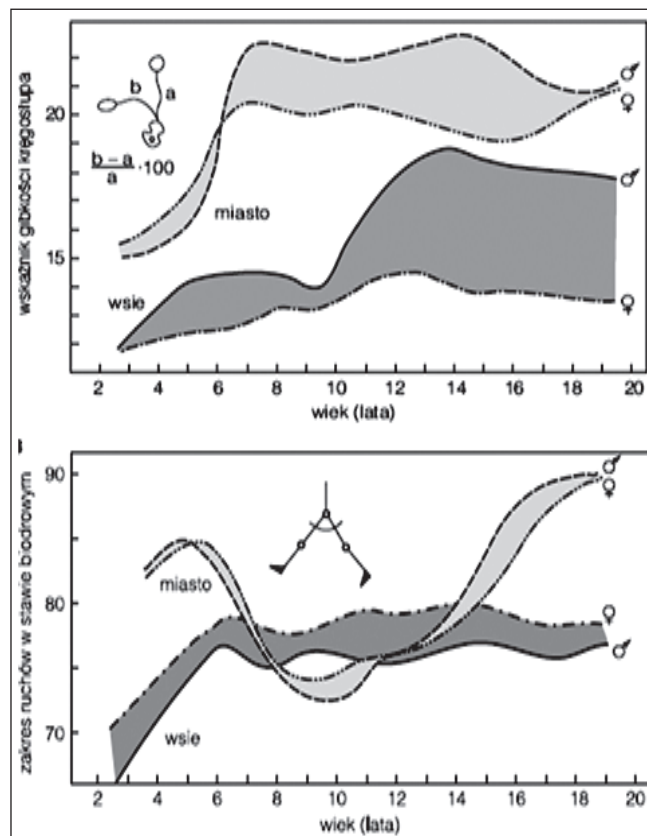 wskaźnik gibkości kręgosłupa
20
15
b
a
b – a
a
·100
miasto
wsie
♂
♀
♂
♀
2 4 6 8 10 12 14 16 18 19 20
wiek (lata)
zakres ruchów w stawie biodrowym
90
80
70
miasto
wsie
♂
♀
♀
♂
2 4 6 8 10 12 14 16 18 19 20
wiek (lata)